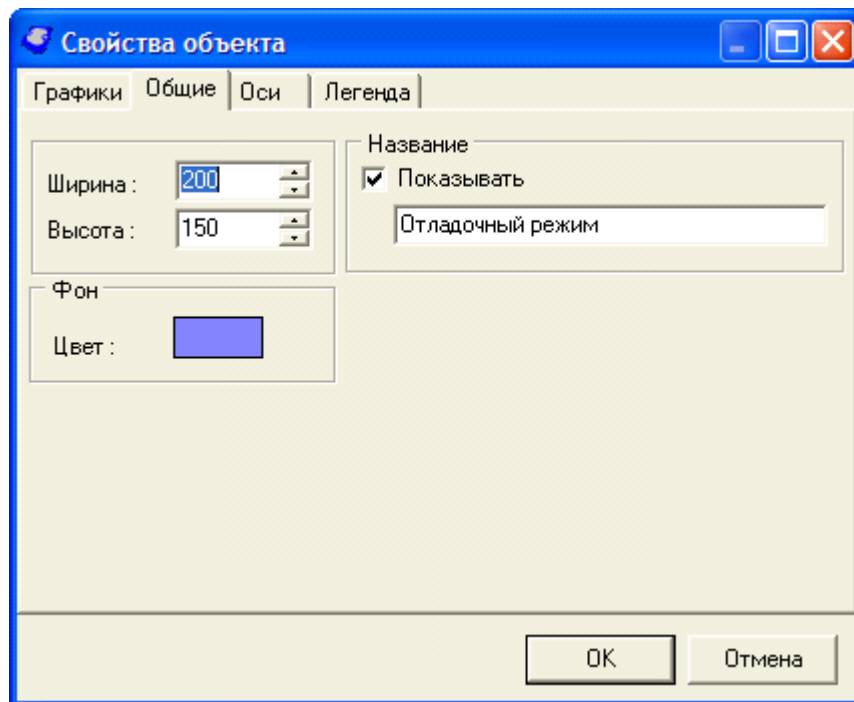 Свойства объекта
Графики Общие Оси Легенда
Название
Ширина : 200
Показывать
Высота : 150
Отладочный режим
Фон
Цвет :
OK Отмена